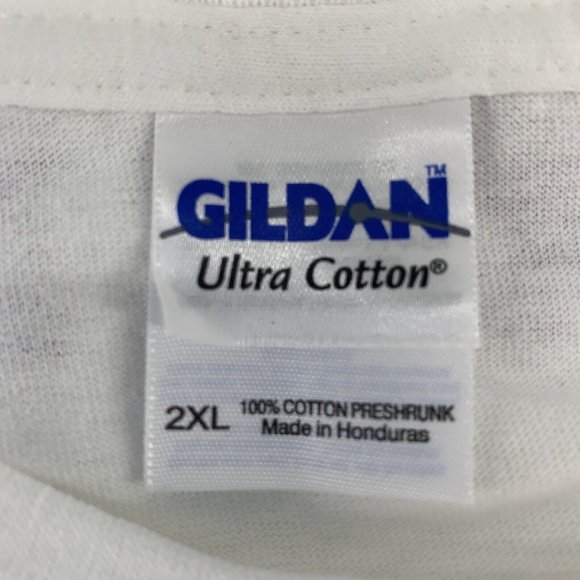 GILDAN™
Ultra Cotton®
2XL 100% COTTON PRESHRUNK
Made in Honduras